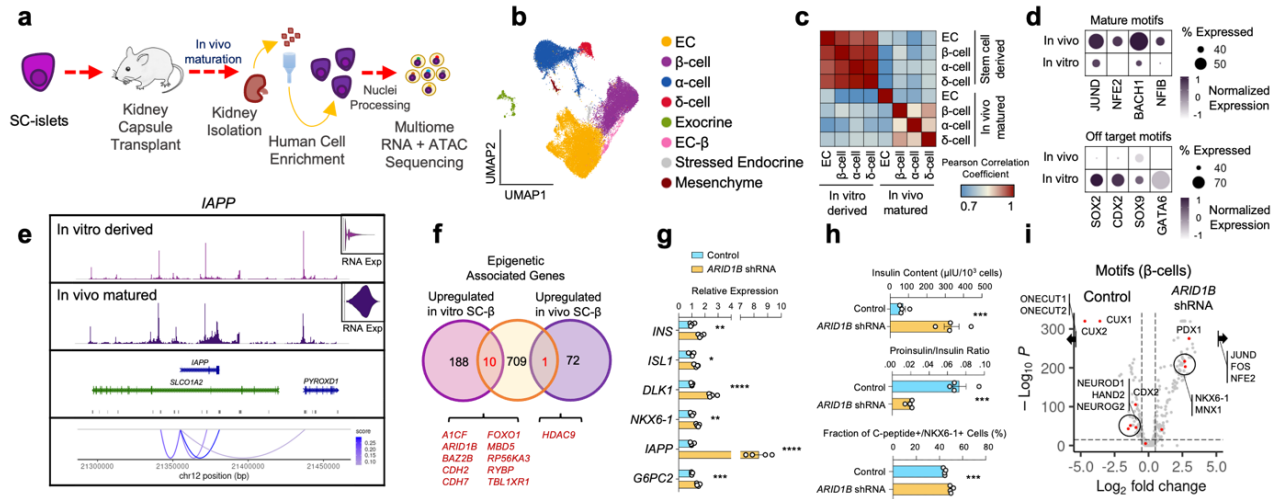 a
In vivo
maturation
SC-islets
Kidney
Capsule
Transplant
Kidney
Isolation
Human Cell
Enrichment
Nuclei
Processing
Multiome
RNA + ATAC
Sequencing
b
UMAP2
UMAP1
EC
β-cell
α-cell
δ-cell
Exocrine
EC-β
Stressed Endocrine
Mesenchyme
c
EC
β-cell
α-cell
δ-cell
EC
β-cell
α-cell
δ-cell
Stem cell
derived
In vivo
matured
EC
β-cell
α-cell
δ-cell
EC
β-cell
α-cell
δ-cell
In vitro
derived
In vivo
matured
Pearson Correlation
Coefficient
0.7 1
d
Mature motifs
In vivo
In vitro
JUND
NFE2
BACH1
NFIB
% Expressed
40
50
1
-1
Normalized
Expression
Off target motifs
In vivo
In vitro
SOX2
CDX2
SOX9
GATA6
% Expressed
40
70
1
-1
Normalized
Expression
e
IAPP
In vitro derived
RNA Exp
In vivo matured
RNA Exp
IAPP
SLCO1A2
PYROXD1
score
0.25
0.20
0.15
0.10
21300000 21350000 21400000 21450000
chr12 position (bp)
f
Epigenetic
Associated Genes
Upregulated
in vitro SC-β
Upregulated
in vivo SC-β
188 10 709 1 72
A1CF FOXO1
ARID1B MBD5
BAZ2B RP56KA3
CDH2 RYBP
CDH7 TBL1XR1
HDAC9
g
Control
ARID1B shRNA
Relative Expression
0 1 2 3 4 6 7 8 9 10
INS **
ISL1 *
DLK1 ****
NKX6-1 **
IAPP ****
G6PC2 ***
h
Insulin Content (μIU/10³ cells)
0 100 200 300 400 500
Control
ARID1B shRNA
***
Proinsulin/Insulin Ratio
Control
ARID1B shRNA
***
Fraction of C-peptide+/NKX6-1+ Cells (%)
0 20 40 60 80
Control
ARID1B shRNA
***
i
Motifs (β-cells)
Control
ARID1B
shRNA
ONECUT1
ONECUT2
CUX1
CUX2
PDX1
JUND
FOS
NFE2
NEUROD1
HAND2
NEUROG2
CDX2
NKX6-1
MNX1
300
200
100
0
– Log₁₀ P
-5.0 -2.5 0.0 2.5 5.0
Log₂ fold change